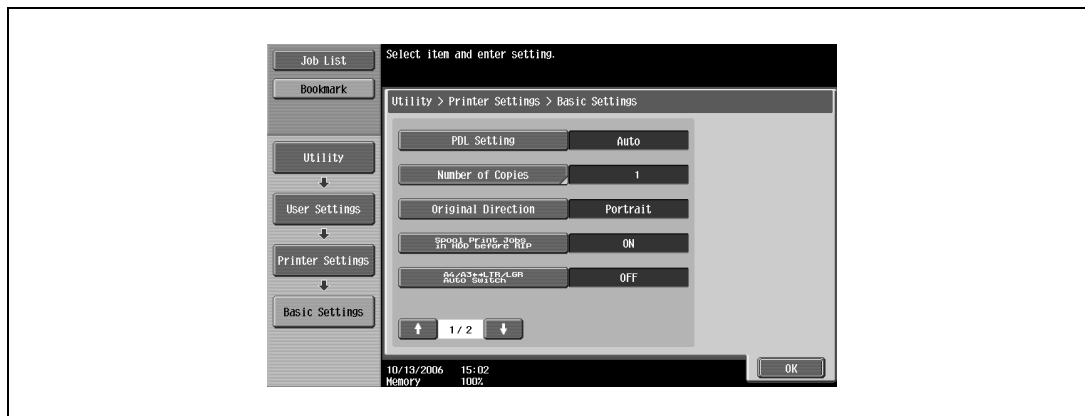 Job List
Bookmark
Select item and enter setting.
Utility > Printer Settings > Basic Settings
Utility
User Settings
Printer Settings
Basic Settings
PDL Setting
Auto
Number of Copies
1
Original Direction
Portrait
Spool Print Jobs
in HDD before RIP
ON
A4/A3↔LTR/LGR
Auto Switch
OFF
↑ 1/ 2 ↓
10/13/2006 15:02
Memory 100%
OK